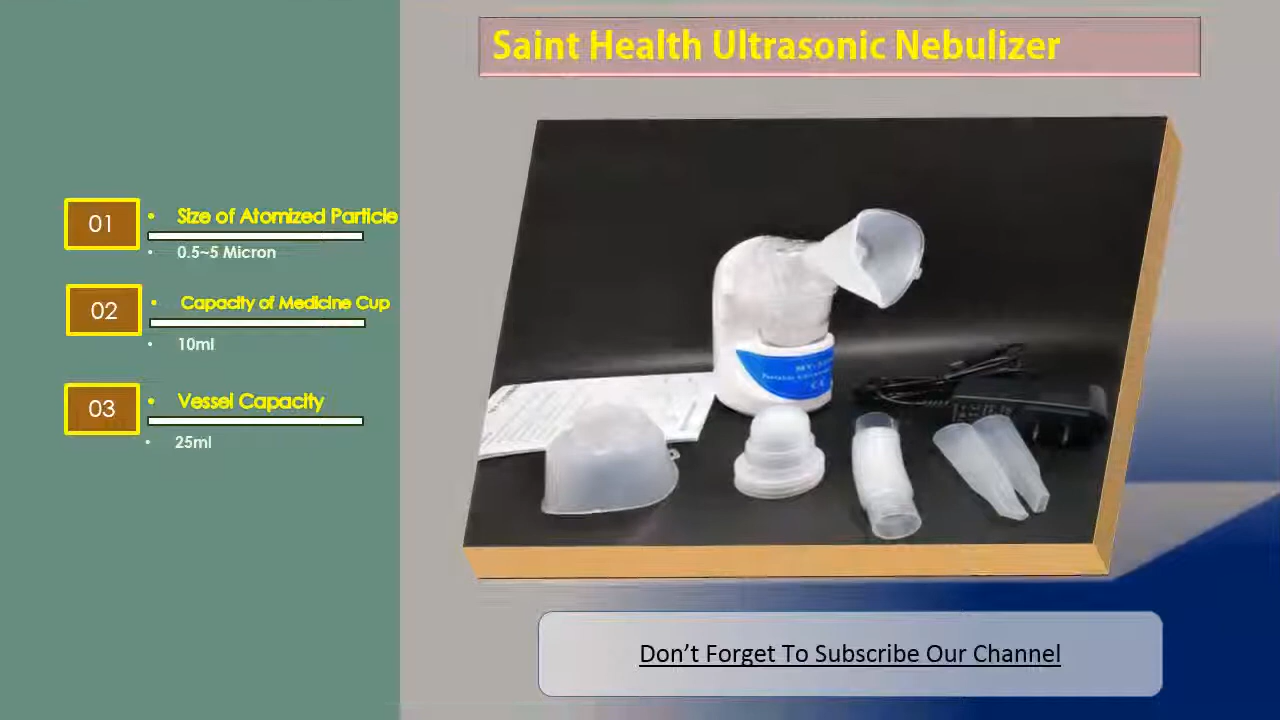 Saint Health Ultrasonic Nebulizer
01
• Size of Atomized Particle
• 0.5~5 Micron
02
• Capacity of Medicine Cup
• 10ml
03
• Vessel Capacity
• 25ml
Don't Forget To Subscribe Our Channel